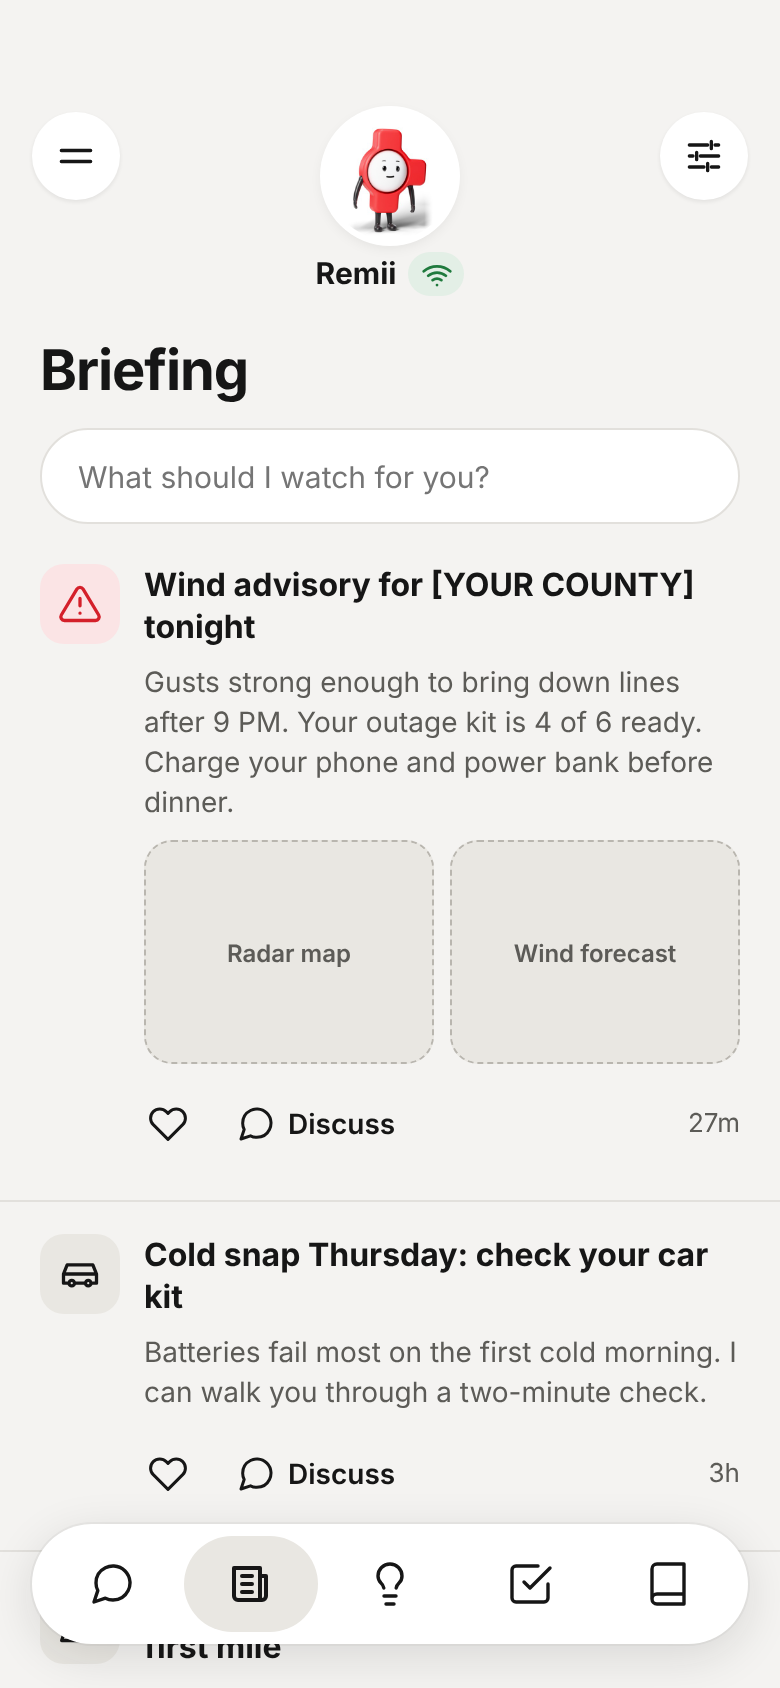 Remii
Briefing
What should I watch for you?
Wind advisory for [YOUR COUNTY]
tonight
Gusts strong enough to bring down lines
after 9 PM. Your outage kit is 4 of 6 ready.
Charge your phone and power bank before
dinner.
Radar map
Wind forecast
Discuss
27m
Cold snap Thursday: check your car
kit
Batteries fail most on the first cold morning. I
can walk you through a two-minute check.
Discuss
3h
first mile